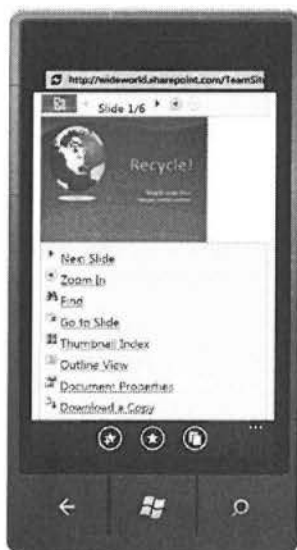 http://wideworld.sharepoint.com/TeamSit
Slide 1/6
Recycle!
Next Slide
Zoom In
Find
Go to Slide
Thumbnail Index
Outline View
Document Properties
Download a Copy